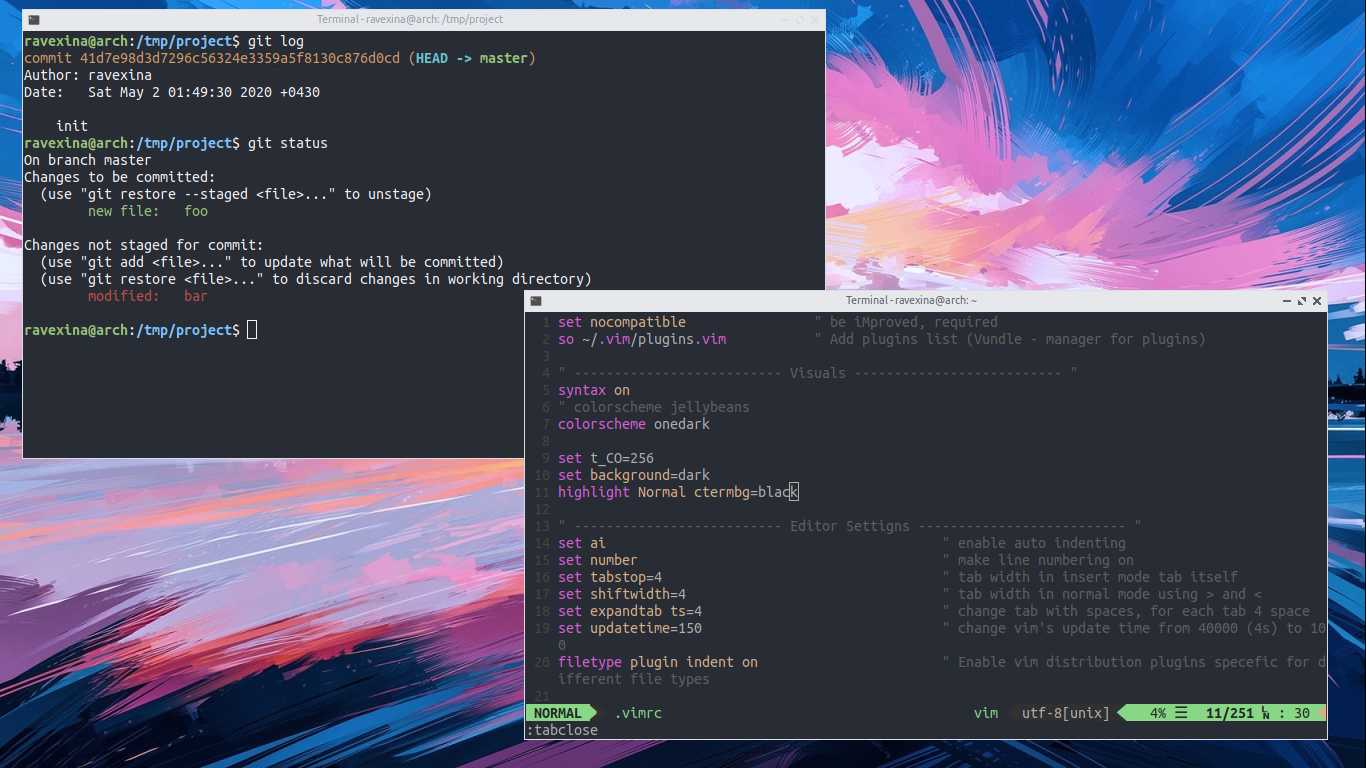 Terminal - ravexina@arch: /tmp/project
ravexina@arch:/tmp/project$ git log
commit 41d7e98d3d7296c56324e3359a5f8130c876d0cd (HEAD -> master)
Author: ravexina
Date:   Sat May 2 01:49:30 2020 +0430
    init
ravexina@arch:/tmp/project$ git status
On branch master
Changes to be committed:
  (use "git restore --staged <file>..." to unstage)
        new file:   foo
Changes not staged for commit:
  (use "git add <file>..." to update what will be committed)
  (use "git restore <file>..." to discard changes in working directory)
        modified:   bar
ravexina@arch:/tmp/project$
Terminal - ravexina@arch: ~
1 set nocompatible                " be iMproved, required
2 so ~/.vim/plugins.vim           " Add plugins list (Vundle - manager for plugins)
3
4 " -------------------------- Visuals -------------------------- "
5 syntax on
6 " colorscheme jellybeans
7 colorscheme onedark
8
9 set t_CO=256
10 set background=dark
11 highlight Normal ctermbg=black
12
13 " -------------------------- Editor Settigns -------------------------- "
14 set ai                                          " enable auto indenting
15 set number                                      " make line numbering on
16 set tabstop=4                                   " tab width in insert mode tab itself
17 set shiftwidth=4                                " tab width in normal mode using > and <
18 set expandtab ts=4                              " change tab with spaces, for each tab 4 space
19 set updatetime=150                              " change vim's update time from 40000 (4s) to 10
0
20 filetype plugin indent on                       " Enable vim distribution plugins specefic for d
ifferent file types
21
NORMAL .vimrc vim utf-8[unix] 4% ☰ 11/251 LN : 30
:tabclose